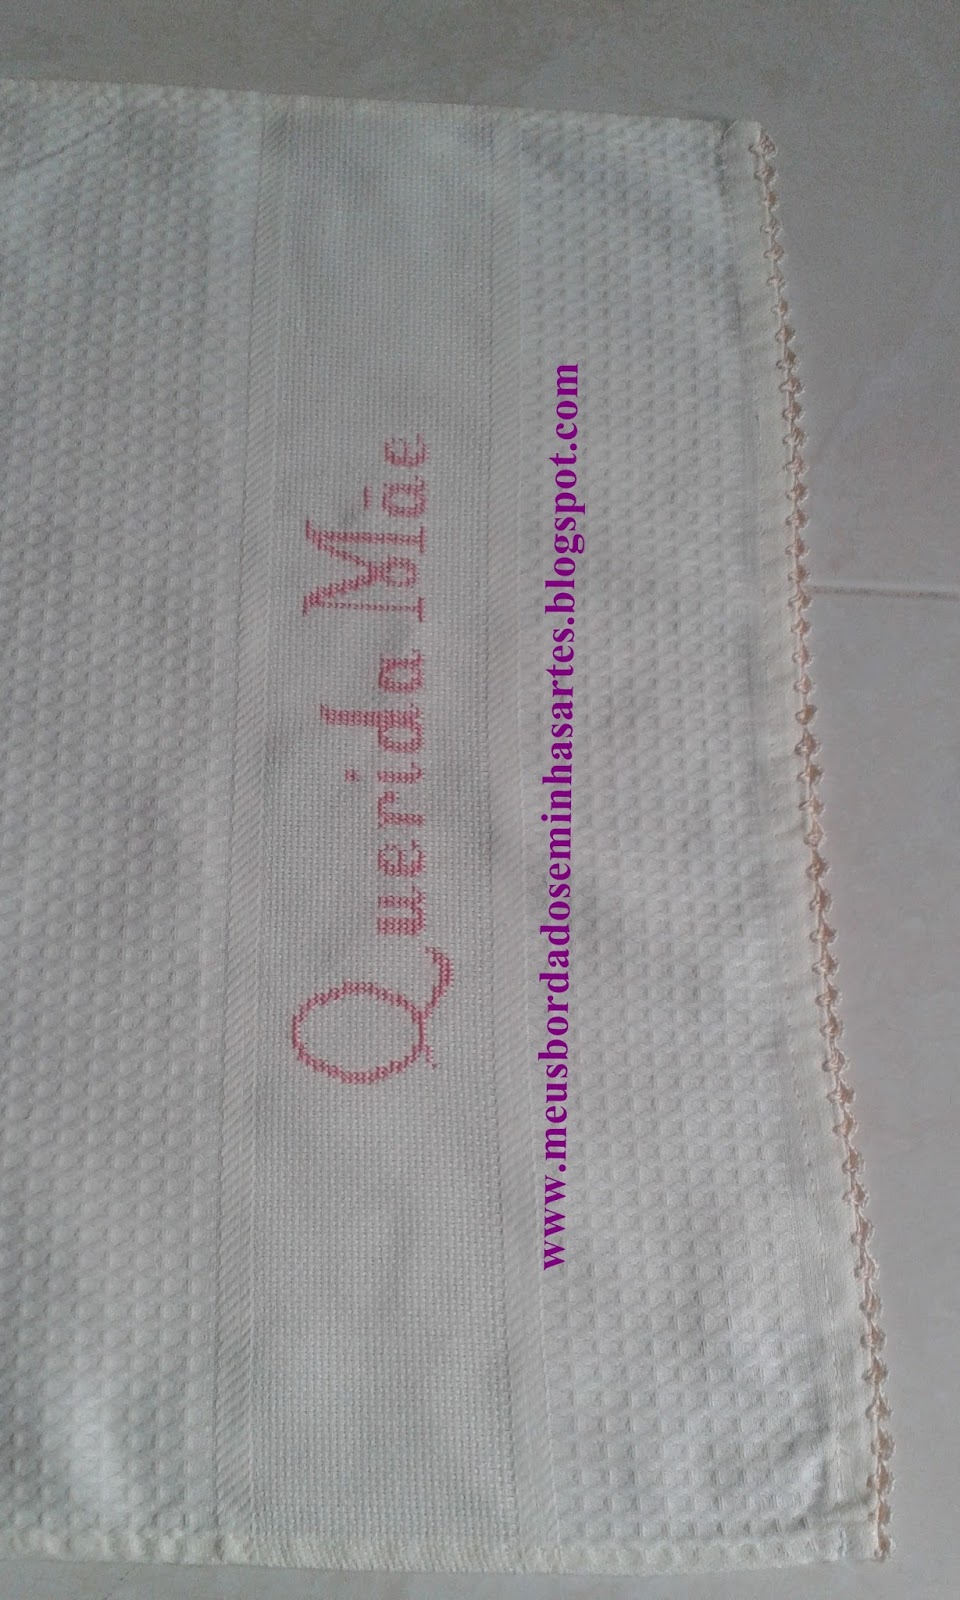 Querida Mãe
www.meusbordadoseminhasartes.blogspot.com